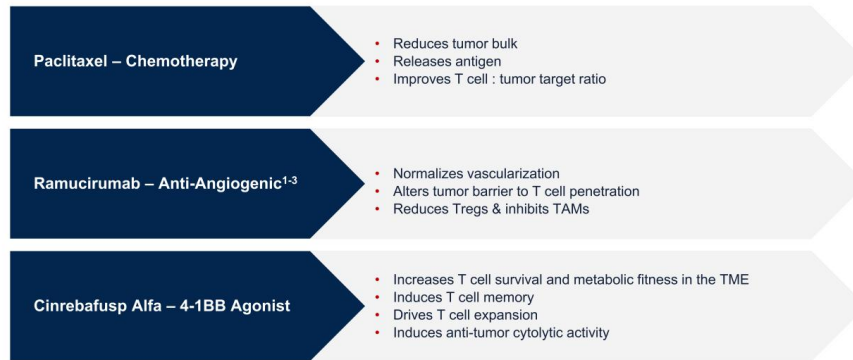 Paclitaxel – Chemotherapy
• Reduces tumor bulk
• Releases antigen
• Improves T cell : tumor target ratio
Ramucirumab – Anti-Angiogenic1-3
• Normalizes vascularization
• Alters tumor barrier to T cell penetration
• Reduces Tregs & inhibits TAMs
Cinrebafusp Alfa – 4-1BB Agonist
• Increases T cell survival and metabolic fitness in the TME
• Induces T cell memory
• Drives T cell expansion
• Induces anti-tumor cytolytic activity